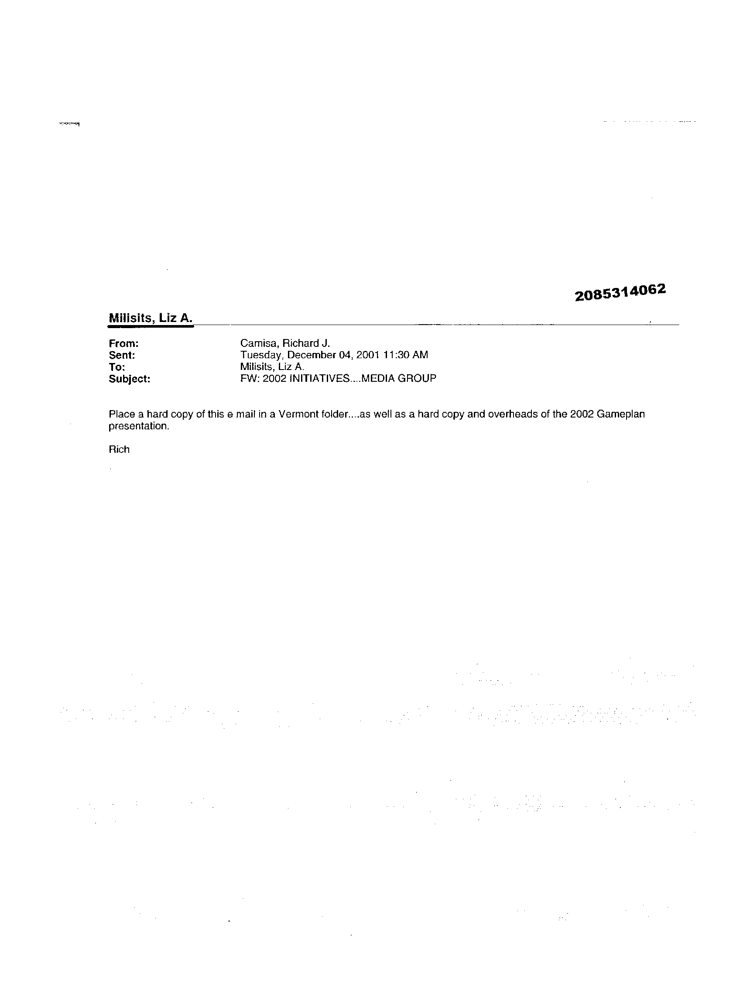 2085314062
Milisits, Liz A.
From: Camisa, Richard J.
Sent: Tuesday, December 04, 2001 11:30 AM
To: Milisits, Liz A.
Subject: FW: 2002 INITIATIVES....MEDIA GROUP
Place a hard copy of this e mail in a Vermont folder....as well as a hard copy and overheads of the 2002 Gameplan
presentation.
Rich